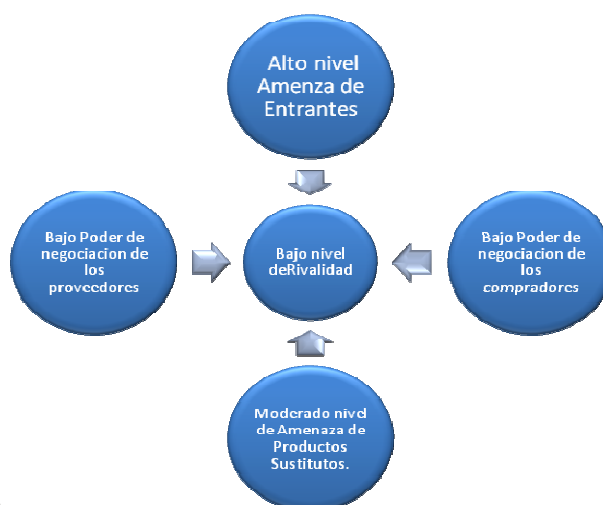 Alto nivel
Amenza de
Entrantes
Bajo Poder de
negociacion de
los
proveedores
Bajo nivel
deRivalidad
Bajo Poder de
negociacion de
los
compradores
Moderado nivel
de Amenaza de
Productos
Sustitutos.